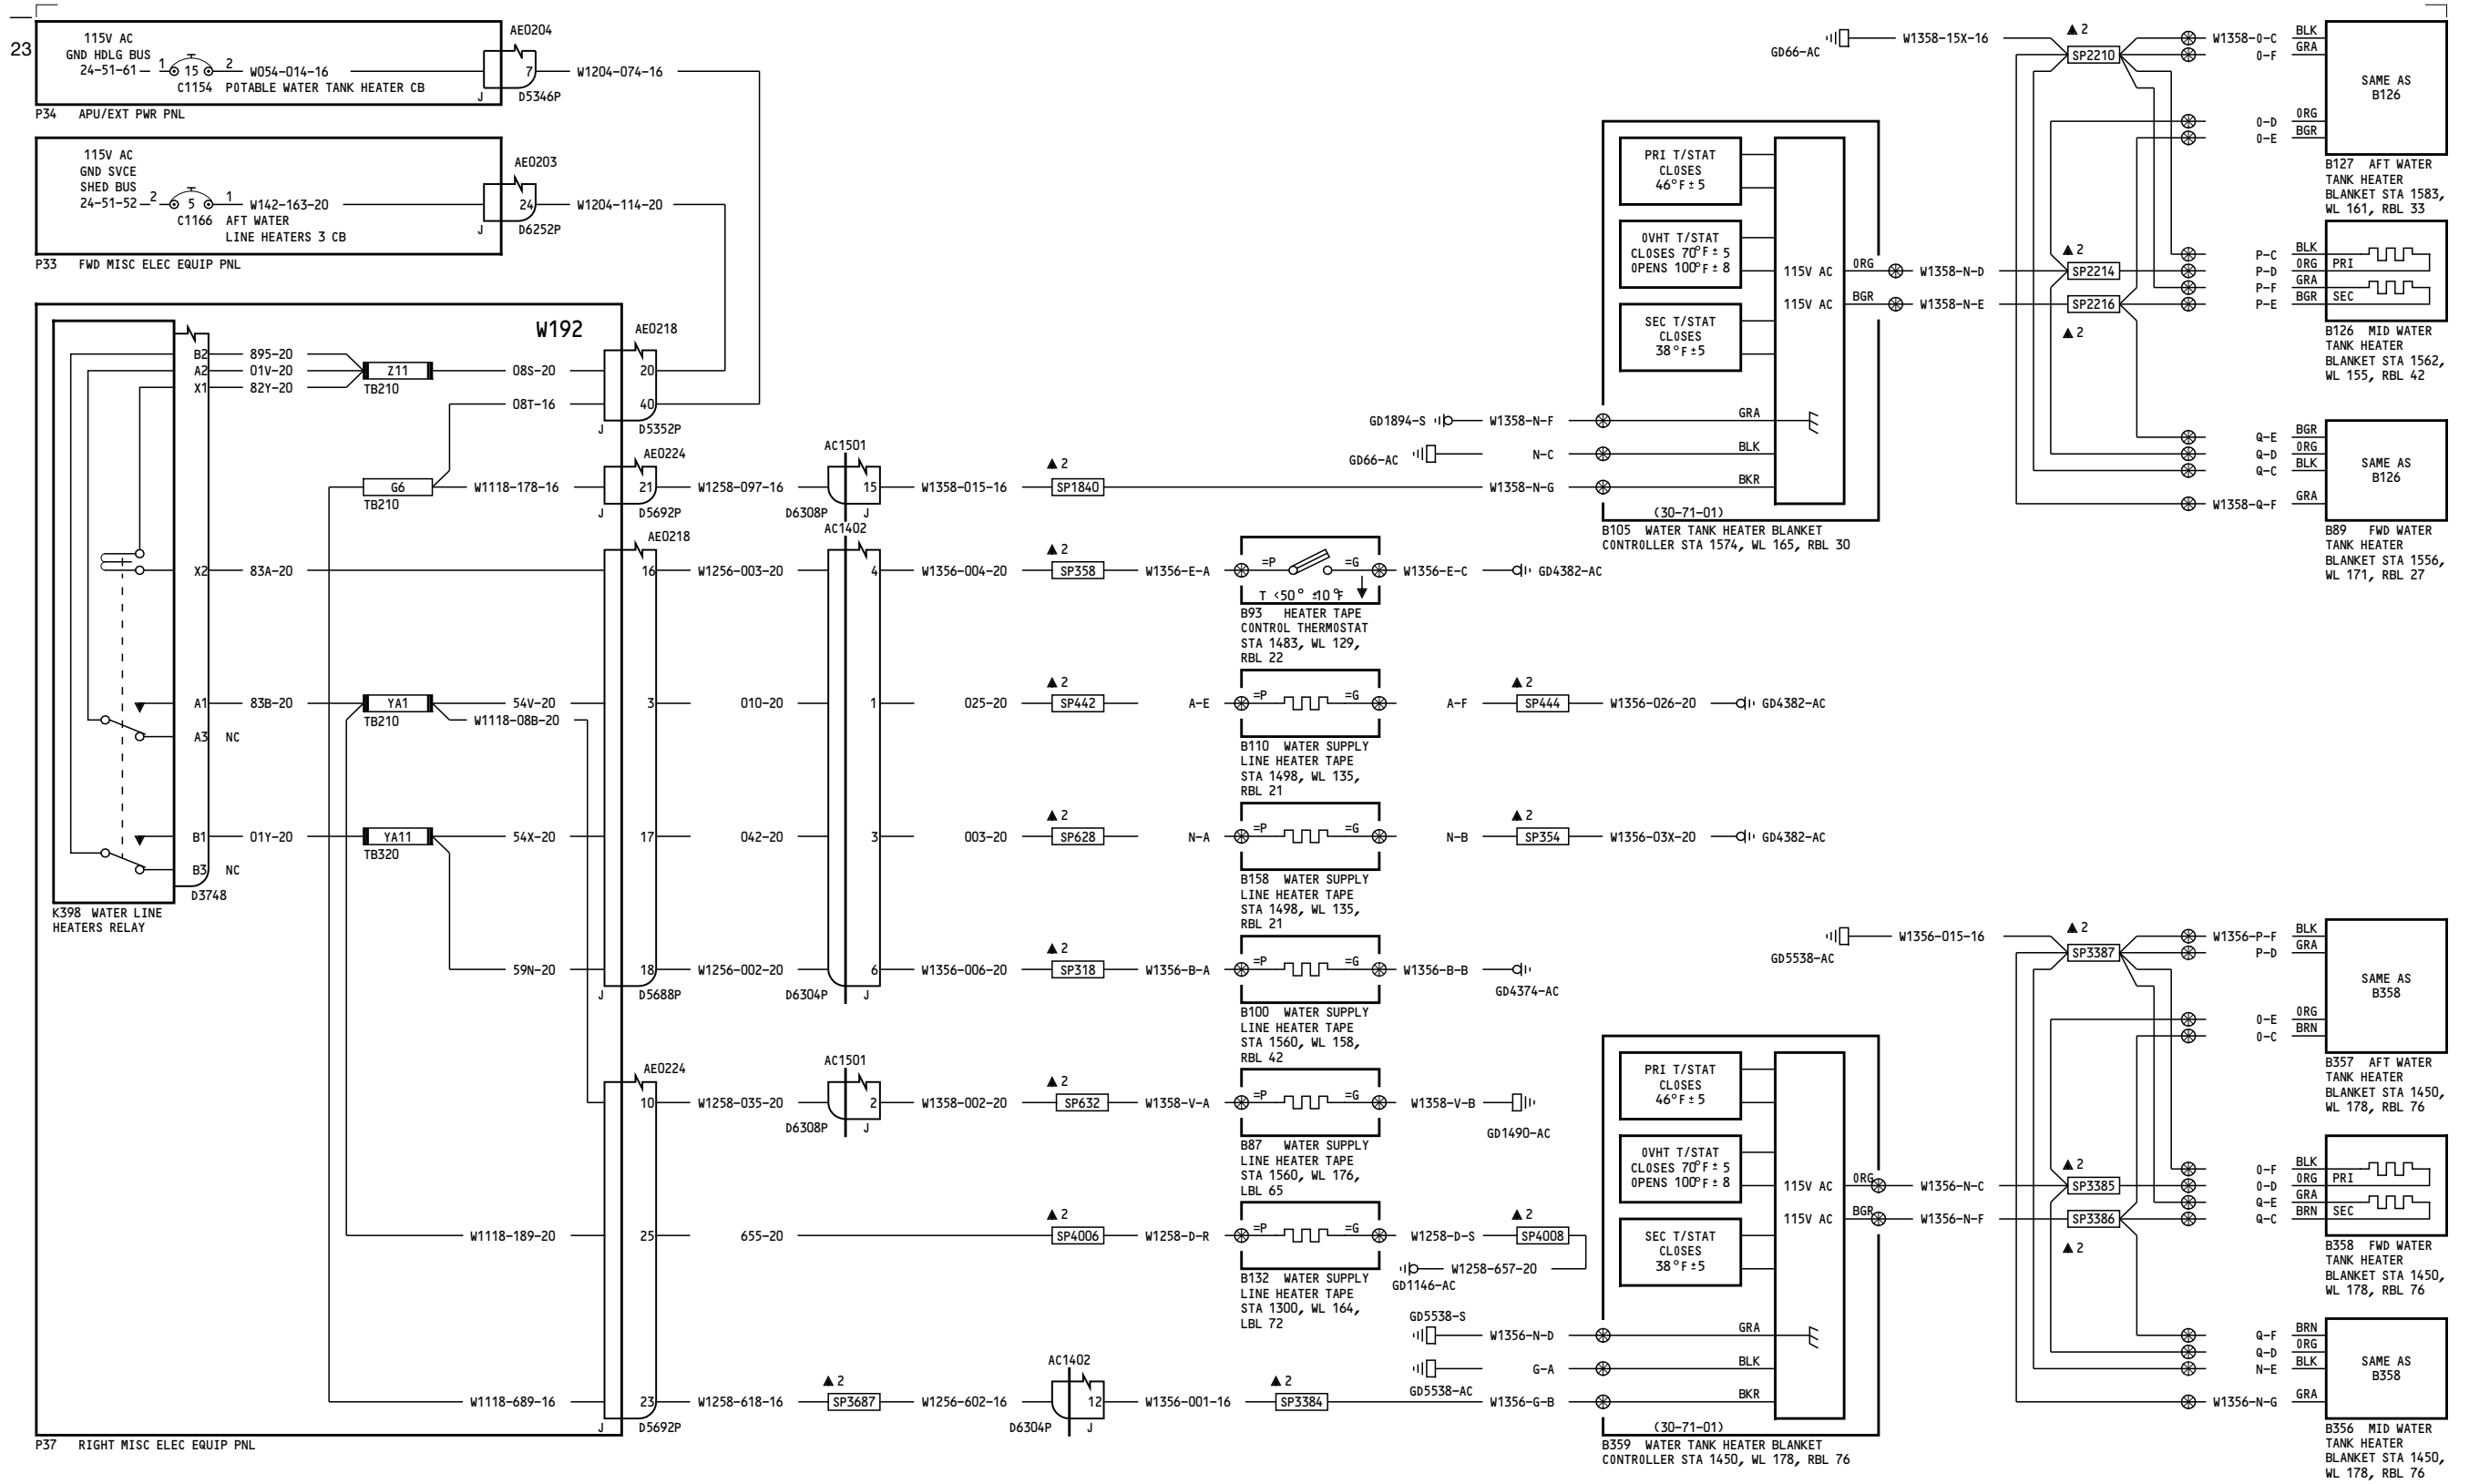 23
115V AC
GND HDLG BUS
24-51-61
1
15
2
W054-014-16
C1154 POTABLE WATER TANK HEATER CB
AE0204
7
J
D5346P
W1204-074-16
P34 APU/EXT PWR PNL
115V AC
GND SVCE
SHED BUS
24-51-52
2
5
1
W142-163-20
C1166 AFT WATER
LINE HEATERS 3 CB
AE0203
24
J
D6252P
W1204-114-20
P33 FWD MISC ELEC EQUIP PNL
W192
B2
895-20
A2
01V-20
X1
82Y-20
Z11
TB210
08S-20
08T-16
AE0218
20
40
J
D5352P
G6
TB210
W1118-178-16
AE0224
21
J
D5692P
W1258-097-16
AC1501
15
D6308P
J
W1358-015-16
▲ 2
SP1840
W1358-N-G
X2
83A-20
AE0218
16
W1256-003-20
AC1402
4
W1356-004-20
▲ 2
SP358
W1356-E-A
=P
=G
T <50° ±10°F
W1356-E-C
GD4382-AC
B93 HEATER TAPE
CONTROL THERMOSTAT
STA 1483, WL 129,
RBL 22
A1
83B-20
YA1
TB210
54V-20
W1118-08B-20
3
010-20
1
025-20
▲ 2
SP442
A-E
=P
=G
A-F
▲ 2
SP444
W1356-026-20
GD4382-AC
A3 NC
B110 WATER SUPPLY
LINE HEATER TAPE
STA 1498, WL 135,
RBL 21
B1
01Y-20
YA11
TB320
54X-20
17
042-20
3
003-20
▲ 2
SP628
N-A
=P
=G
N-B
▲ 2
SP354
W1356-03X-20
GD4382-AC
B3 NC
D3748
K398 WATER LINE
HEATERS RELAY
B158 WATER SUPPLY
LINE HEATER TAPE
STA 1498, WL 135,
RBL 21
59N-20
18
J
D5688P
W1256-002-20
6
D6304P
J
W1356-006-20
▲ 2
SP318
W1356-B-A
=P
=G
W1356-B-B
GD4374-AC
B100 WATER SUPPLY
LINE HEATER TAPE
STA 1560, WL 158,
RBL 42
AE0224
10
W1258-035-20
AC1501
2
D6308P
J
W1358-002-20
▲ 2
SP632
W1358-V-A
=P
=G
W1358-V-B
GD1490-AC
B87 WATER SUPPLY
LINE HEATER TAPE
STA 1560, WL 176,
LBL 65
W1118-189-20
25
655-20
▲ 2
SP4006
W1258-D-R
=P
=G
W1258-D-S
▲ 2
SP4008
W1258-657-20
GD1146-AC
B132 WATER SUPPLY
LINE HEATER TAPE
STA 1300, WL 164,
LBL 72
W1118-689-16
23
J
D5692P
W1258-618-16
▲ 2
SP3687
W1256-602-16
AC1402
12
D6304P
J
W1356-001-16
▲ 2
SP3384
W1356-G-B
P37 RIGHT MISC ELEC EQUIP PNL
PRI T/STAT
CLOSES
46°F±5
OVHT T/STAT
CLOSES 70°F±5
OPENS 100°F±8
SEC T/STAT
CLOSES
38°F±5
115V AC
ORG
W1358-N-D
115V AC
BGR
W1358-N-E
GD1894-S
W1358-N-F
GRA
GD66-AC
N-C
BLK
BKR
(30-71-01)
B105 WATER TANK HEATER BLANKET
CONTROLLER STA 1574, WL 165, RBL 30
GD66-AC
W1358-15X-16
▲ 2
SP2210
W1358-O-C
BLK
O-F
GRA
O-D
ORG
O-E
BGR
SAME AS
B126
B127 AFT WATER
TANK HEATER
BLANKET STA 1583,
WL 161, RBL 33
▲ 2
SP2214
SP2216
▲ 2
P-C
BLK
P-D
ORG
PRI
P-F
GRA
P-E
BGR
SEC
B126 MID WATER
TANK HEATER
BLANKET STA 1562,
WL 155, RBL 42
Q-E
BGR
Q-D
ORG
Q-C
BLK
W1358-Q-F
GRA
SAME AS
B126
B89 FWD WATER
TANK HEATER
BLANKET STA 1556,
WL 171, RBL 27
PRI T/STAT
CLOSES
46°F±5
OVHT T/STAT
CLOSES 70°F±5
OPENS 100°F±8
SEC T/STAT
CLOSES
38°F±5
115V AC
ORG
W1356-N-C
115V AC
BGR
W1356-N-F
GD5538-S
W1356-N-D
GRA
GD5538-AC
G-A
BLK
BKR
(30-71-01)
B359 WATER TANK HEATER BLANKET
CONTROLLER STA 1450, WL 178, RBL 76
GD5538-AC
W1356-015-16
▲ 2
SP3387
W1356-P-F
BLK
P-D
GRA
O-E
ORG
O-C
BRN
SAME AS
B358
B357 AFT WATER
TANK HEATER
BLANKET STA 1450,
WL 178, RBL 76
▲ 2
SP3385
SP3386
▲ 2
O-F
BLK
O-D
ORG
PRI
Q-E
GRA
Q-C
BRN
SEC
B358 FWD WATER
TANK HEATER
BLANKET STA 1450,
WL 178, RBL 76
Q-F
BRN
Q-D
ORG
N-E
BLK
W1356-N-G
GRA
SAME AS
B358
B356 MID WATER
TANK HEATER
BLANKET STA 1450,
WL 178, RBL 76